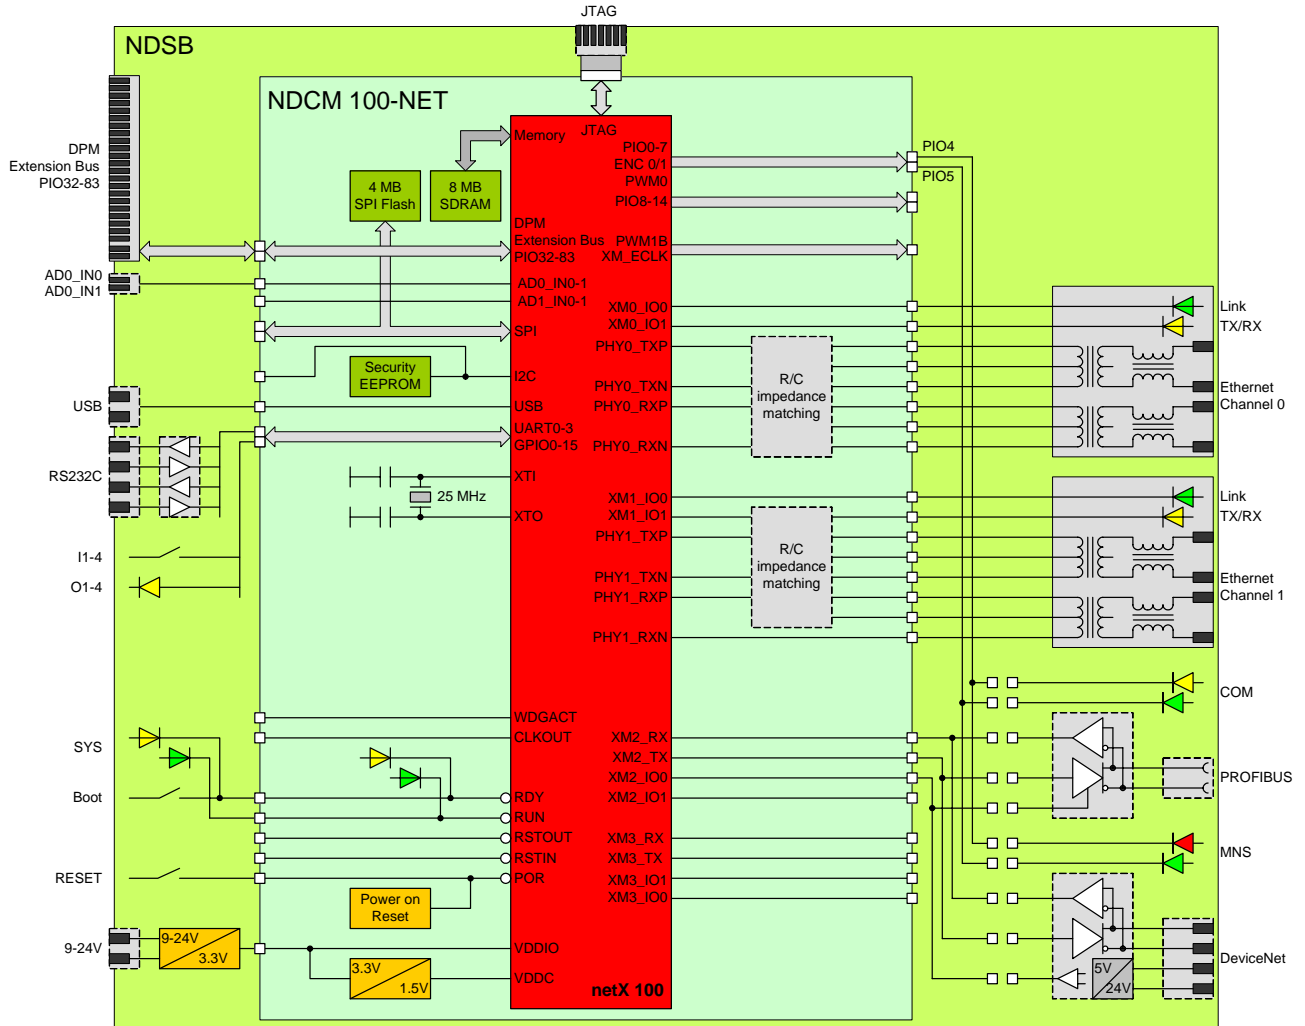 JTAG
NDSB
NDCM 100-NET
DPM
Extension Bus
PIO32-83
AD0_IN0
AD0_IN1
USB
RS232C
I1-4
O1-4
SYS
Boot
RESET
9-24V
9-24V
3.3V
4 MB
SPI Flash
8 MB
SDRAM
Security
EEPROM
25 MHz
Power on
Reset
3.3V
1.5V
JTAG
Memory
DPM
Extension Bus
PIO32-83
AD0_IN0-1
AD1_IN0-1
SPI
I2C
USB
UART0-3
GPIO0-15
XTI
XTO
WDGACT
CLKOUT
RDY
RUN
RSTOUT
RSTIN
POR
VDDIO
VDDC
PIO0-7
ENC 0/1
PWM0
PIO8-14
PWM1B
XM_ECLK
XM0_IO0
XM0_IO1
PHY0_TXP
PHY0_TXN
PHY0_RXP
PHY0_RXN
XM1_IO0
XM1_IO1
PHY1_TXP
PHY1_TXN
PHY1_RXP
PHY1_RXN
XM2_RX
XM2_TX
XM2_IO0
XM2_IO1
XM3_RX
XM3_TX
XM3_IO1
XM3_IO0
netX 100
R/C
impedance
matching
R/C
impedance
matching
PIO4
PIO5
Link
TX/RX
Ethernet
Channel 0
Link
TX/RX
Ethernet
Channel 1
COM
PROFIBUS
MNS
DeviceNet
5V
24V